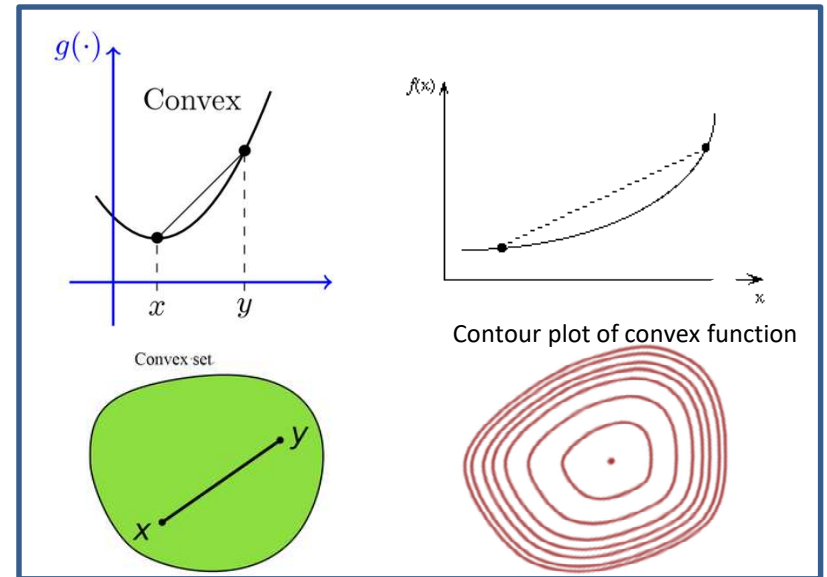 g(·)
Convex
x
y
f(x)
x
Contour plot of convex function
Convex set
y
x